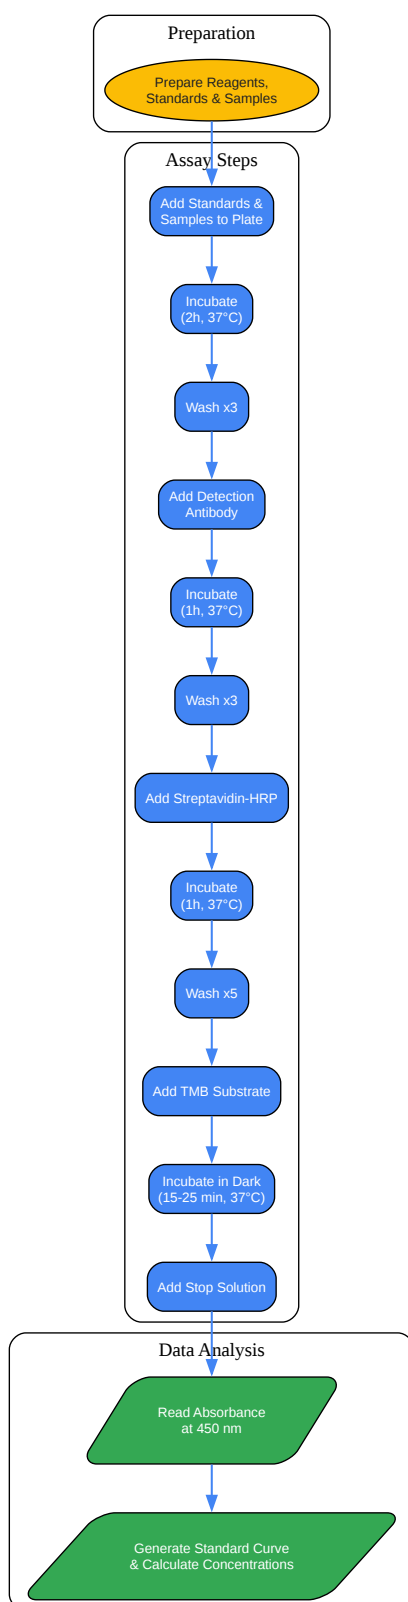 Preparation
Prepare Reagents,
Standards & Samples
Assay Steps
Add Standards &
Samples to Plate
Incubate
(2h, 37°C)
Wash x3
Add Detection
Antibody
Incubate
(1h, 37°C)
Wash x3
Add Streptavidin-HRP
Incubate
(1h, 37°C)
Wash x5
Add TMB Substrate
Incubate in Dark
(15-25 min, 37°C)
Add Stop Solution
Data Analysis
Read Absorbance
at 450 nm
Generate Standard Curve
& Calculate Concentrations